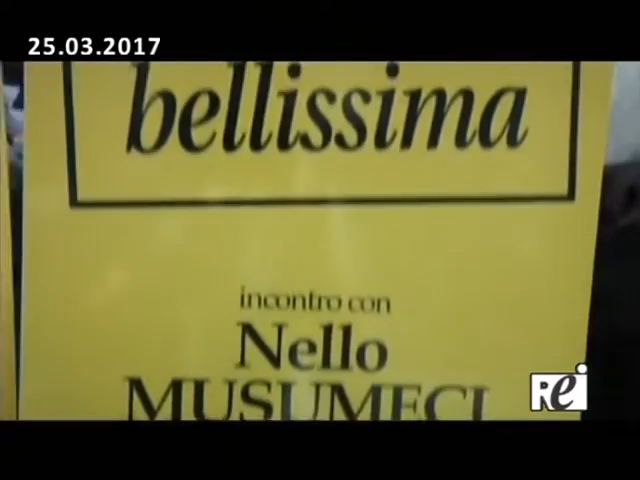 25.03.2017
bellissima
incontro con
Nello
MUSUMECI
REi